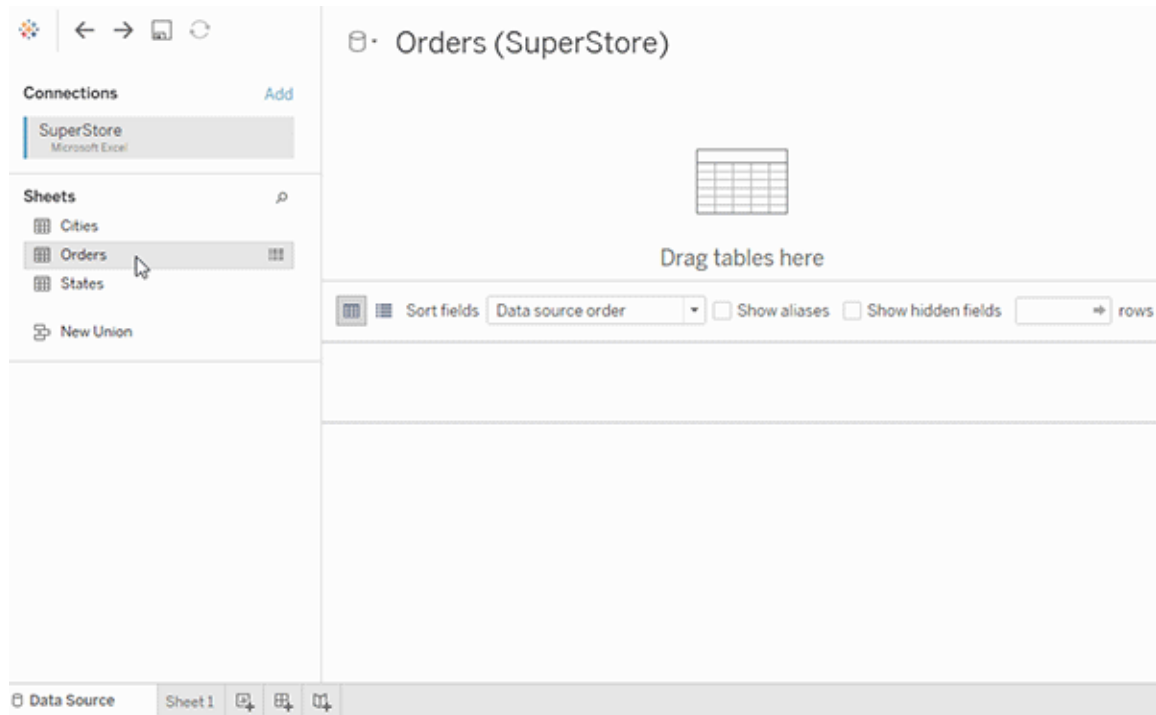 Orders (SuperStore)
Connections Add
SuperStore
Microsoft Excel
Sheets
Cities
Orders
States
New Union
Drag tables here
Sort fields Data source order Show aliases Show hidden fields rows
Data Source Sheet 1